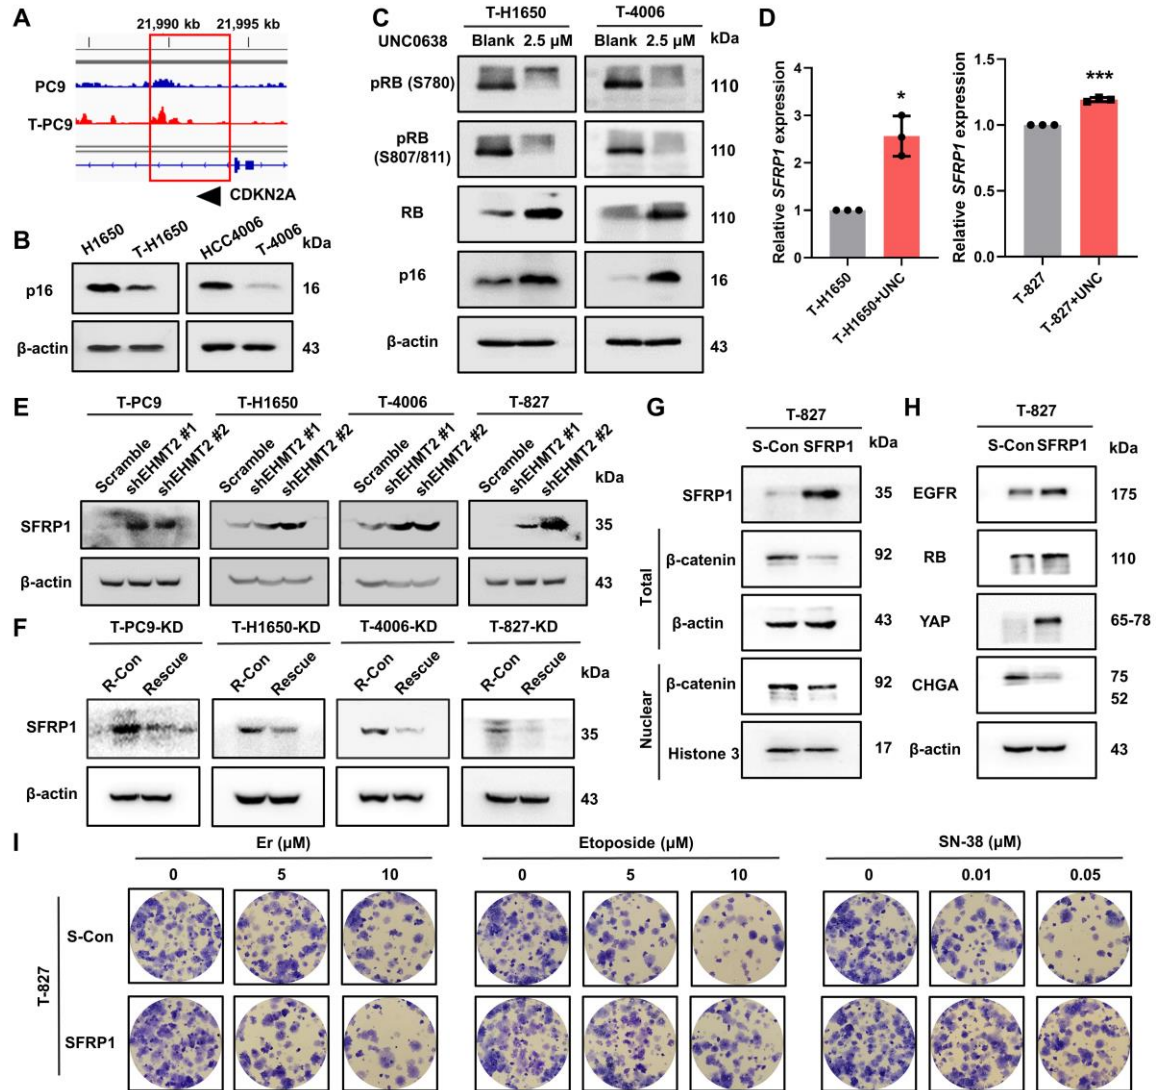 A
21,990 kb 21,995 kb
PC9
T-PC9
CDKN2A
B
H1650 T-H1650 HCC4006 T-4006 kDa
p16 16
β-actin 43
C
T-H1650 T-4006
UNC0638 Blank 2.5 μM Blank 2.5 μM kDa
pRB (S780) 110
pRB
(S807/811) 110
RB 110
p16 16
β-actin 43
D
Relative SFRP1 expression
4
3
2
1
0
*
T-H1650
T-H1650+UNC
Relative SFRP1 expression
1.5
1.0
0.5
0.0
***
T-827
T-827+UNC
E
T-PC9 T-H1650 T-4006 T-827
Scramble shEHMT2 #1 shEHMT2 #2 Scramble shEHMT2 #1 shEHMT2 #2 Scramble shEHMT2 #1 shEHMT2 #2 Scramble shEHMT2 #1 shEHMT2 #2
kDa
SFRP1 35
β-actin 43
F
T-PC9-KD T-H1650-KD T-4006-KD T-827-KD
R-Con Rescue R-Con Rescue R-Con Rescue R-Con Rescue kDa
SFRP1 35
β-actin 43
G
T-827
S-Con SFRP1 kDa
SFRP1 35
Total
β-catenin 92
β-actin 43
Nuclear
β-catenin 92
Histone 3 17
H
T-827
S-Con SFRP1 kDa
EGFR 175
RB 110
YAP 65-78
CHGA 75
52
β-actin 43
I
Er (μM) Etoposide (μM) SN-38 (μM)
0 5 10 0 5 10 0 0.01 0.05
T-827
S-Con
SFRP1